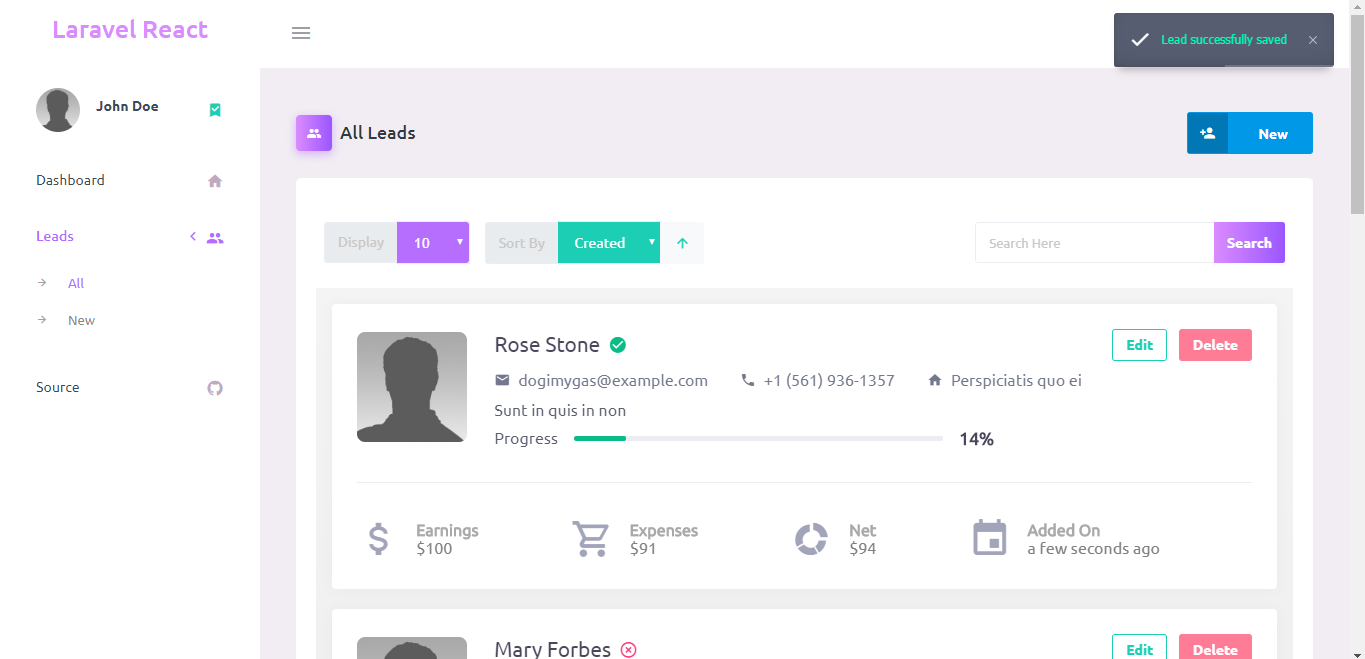 Laravel React
Lead successfully saved
John Doe
Dashboard
Leads
All
New
Source
All Leads
New
Display 10
Sort By Created
Search Here
Search
Rose Stone
Edit
Delete
dogimygas@example.com
+1 (561) 936-1357
Perspiciatis quo ei
Sunt in quis in non
Progress 14%
Earnings
$100
Expenses
$91
Net
$94
Added On
a few seconds ago
Mary Forbes
Edit
Delete